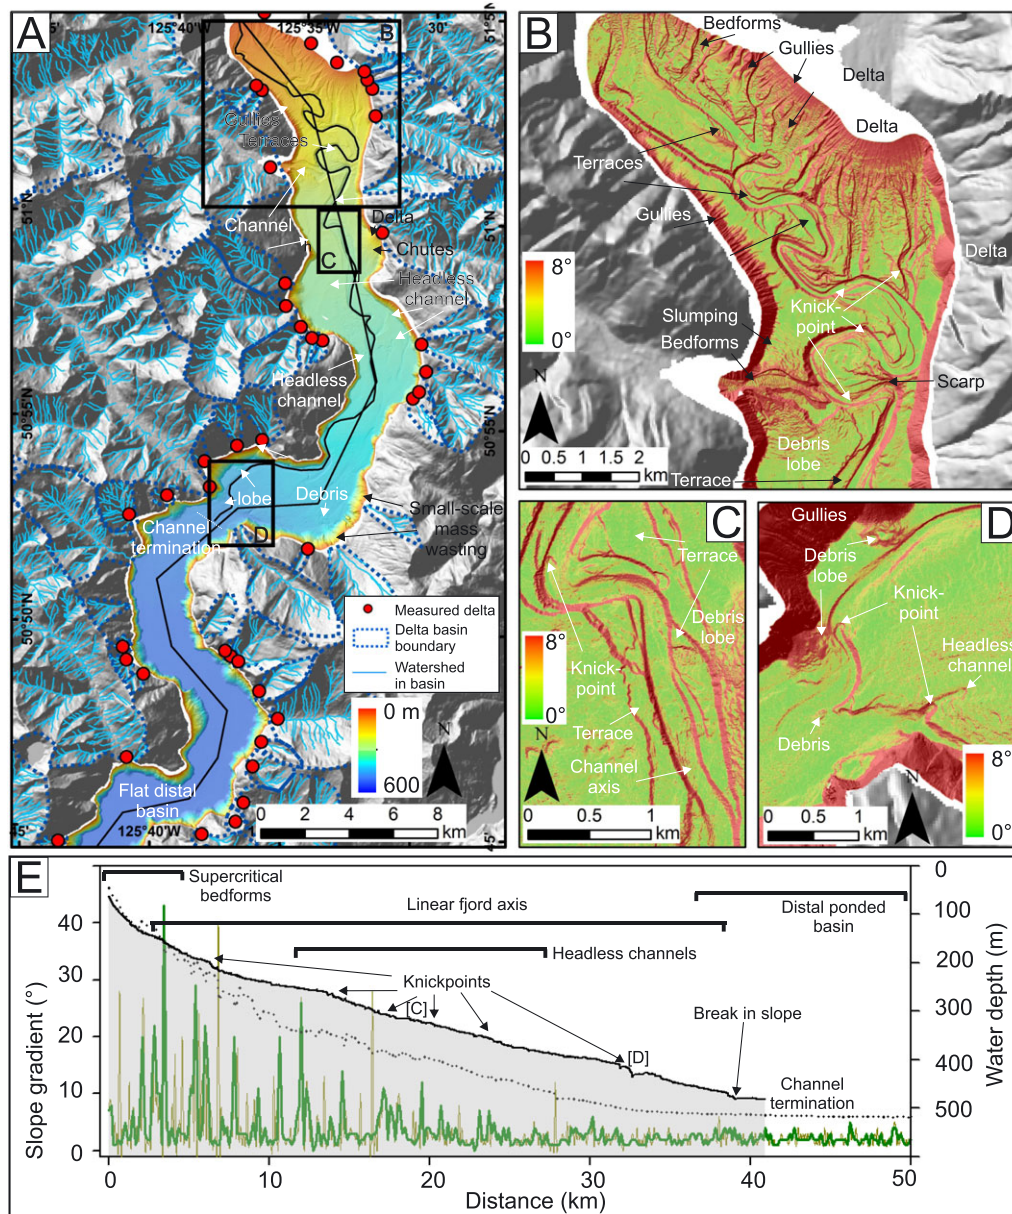 A
125°40'W
125°35'W
30'
51°5'N
B
Gullies
Terraces
51°N
51°N
Channel
Delta
Chutes
C
Headless
channel
Headless
channel
50°55'N
50°55'N
lobe
Debris
Channel
termination
D
Small-scale
mass
wasting
50°50'N
50°50'N
Measured delta
Delta basin
boundary
Watershed
in basin
0 m
600
N
Flat distal
basin
125°40'W
45'
45'
0 2 4 6 8
km
B
Bedforms
Gullies
Delta
Delta
Terraces
Gullies
Delta
8°
0°
Knick-
point
Slumping
Bedforms
Scarp
N
Debris
lobe
Terrace
0 0.5 1 1.5 2
km
C
Terrace
Debris
lobe
8°
0°
Knick-
point
Terrace
Channel
axis
N
0 0.5 1
km
D
Gullies
Debris
lobe
Knick-
point
Headless
channel
Debris
8°
0°
N
0 0.5 1
km
E
Supercritical
bedforms
Linear fjord axis
Distal ponded
basin
Headless channels
Knickpoints
[C]
[D]
Break in slope
Channel
termination
Slope gradient (°)
40
30
20
10
0
0
100
200
300
400
500
Water depth (m)
0 10 20 30 40 50
Distance (km)